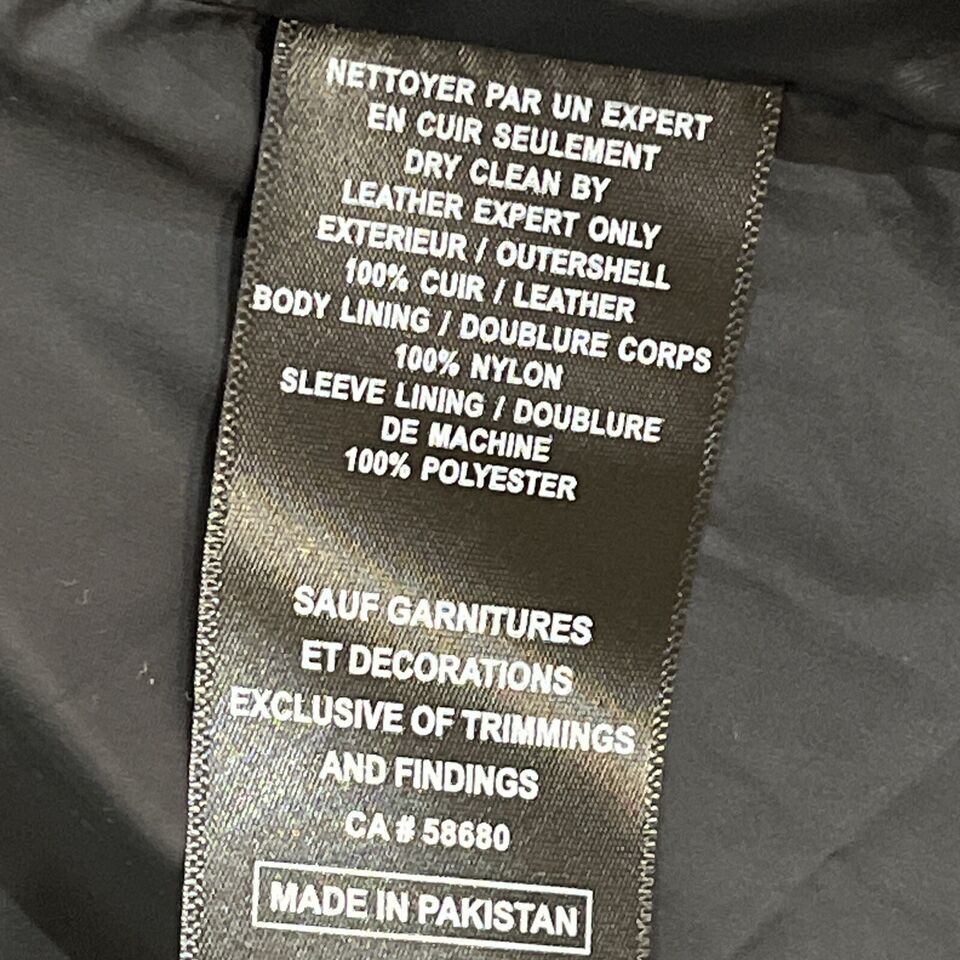 NETTOYER PAR UN EXPERT
EN CUIR SEULEMENT
DRY CLEAN BY
LEATHER EXPERT ONLY
EXTERIEUR / OUTERSHELL
100% CUIR / LEATHER
BODY LINING / DOUBLURE CORPS
100% NYLON
SLEEVE LINING / DOUBLURE
DE MACHINE
100% POLYESTER
SAUF GARNITURES
ET DECORATIONS
EXCLUSIVE OF TRIMMINGS
AND FINDINGS
CA # 58680
MADE IN PAKISTAN